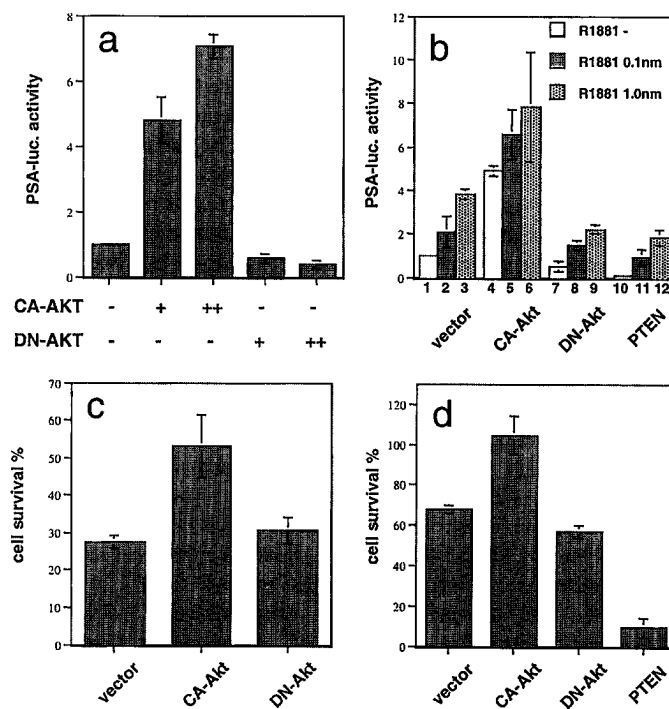 a
PSA-luc. activity
8
6
4
2
0
CA-AKT - + ++ - -
DN-AKT - - - + ++
b
PSA-luc. activity
12
10
8
6
4
2
0
R1881 -
R1881 0.1nm
R1881 1.0nm
1 2 3 4 5 6 7 8 9 10 11 12
vector CA-Akt DN-Akt PTEN
c
cell survival %
80
70
60
50
40
30
20
10
0
vector CA-Akt DN-Akt
d
cell survival %
120
100
80
60
40
20
0
vector CA-Akt DN-Akt PTEN